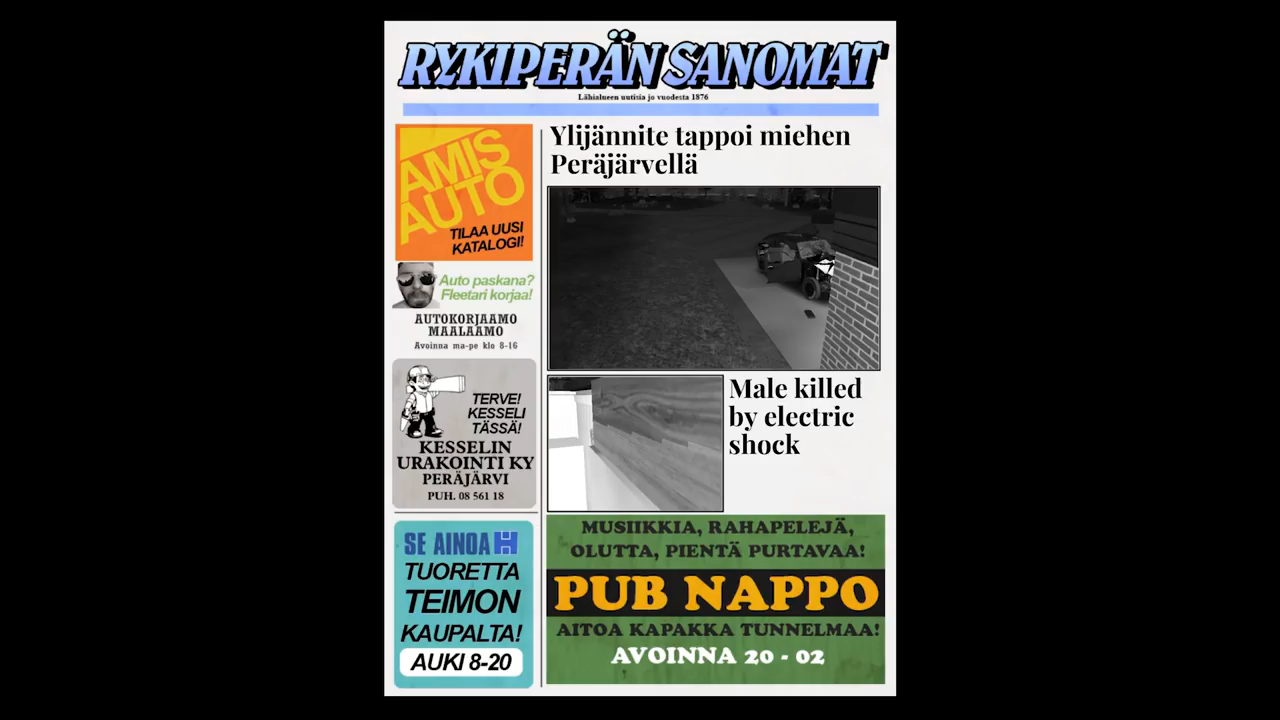 RYKIPERÄN SANOMAT
Lähialueen uutisia jo vuodesta 1876
AMIS
AUTO
TILAA UUSI
KATALOGI!
Auto paskana?
Fleetari korjaa!
AUTOKORJAAMO
MAALAAMO
Avoinna ma-pe klo 8-16
TERVE!
KESSELI
TÄSSÄ!
KESSELIN
URAKOINTI KY
PERÄJÄRVI
PUH. 08 561 18
SE AINOA H
TUORETTA
TEIMON
KAUPALTA!
AUKI 8-20
Ylijännite tappoi miehen
Peräjärvellä
Male killed
by electric
shock
MUSIIKKIA, RAHAPELEJÄ,
OLUTTA, PIENTÄ PURTAVAA!
PUB NAPPO
AITOA KAPAKKA TUNNELMAA!
AVOINNA 20 - 02